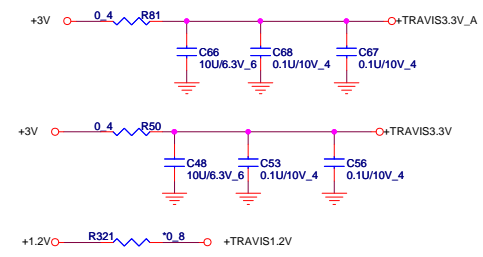 +3V 0_4 R81 +TRAVIS3.3V_A
C66 C68 C67
10U/6.3V_6 0.1U/10V_4 0.1U/10V_4
+3V 0_4 R50 +TRAVIS3.3V
C48 C53 C56
10U/6.3V_6 0.1U/10V_4 0.1U/10V_4
+1.2V R321 *0_8 +TRAVIS1.2V